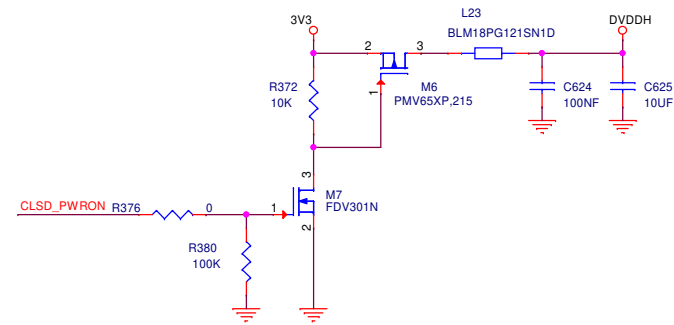 L23
3V3
DVDDH
BLM18PG121SN1D
2
3
R372
10K
1
M6
PMV65XP,215
C624
100NF
C625
10UF
3
M7
FDV301N
CLSD_PWRON
R376
0
1
2
R380
100K